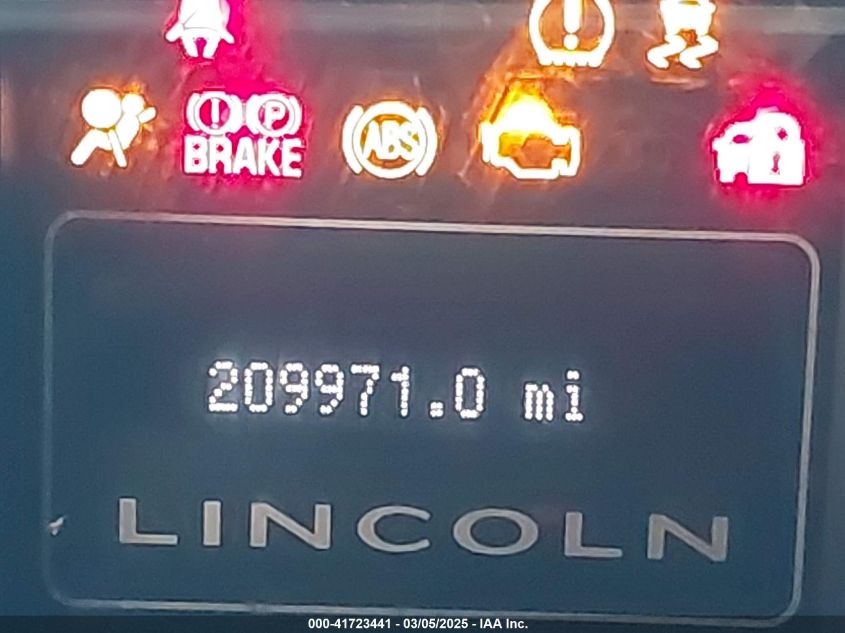 ! P
BRAKE
ABS
209971.0 mi
LINCOLN
000-41723441 - 03/05/2025 - IAA Inc.